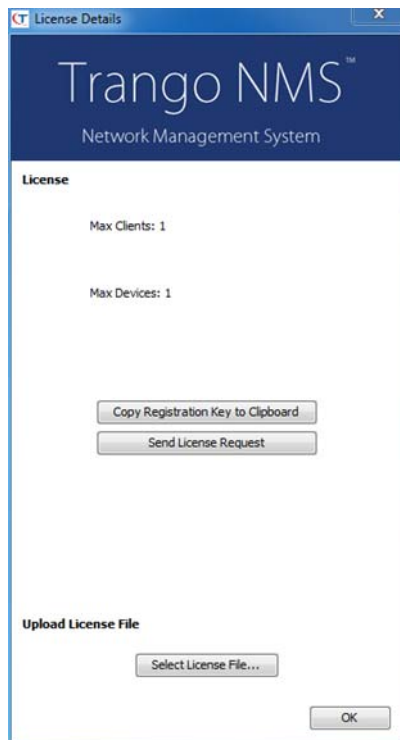 License Details
Trango NMS™
Network Management System
License
Max Clients: 1
Max Devices: 1
Copy Registration Key to Clipboard
Send License Request
Upload License File
Select License File...
OK